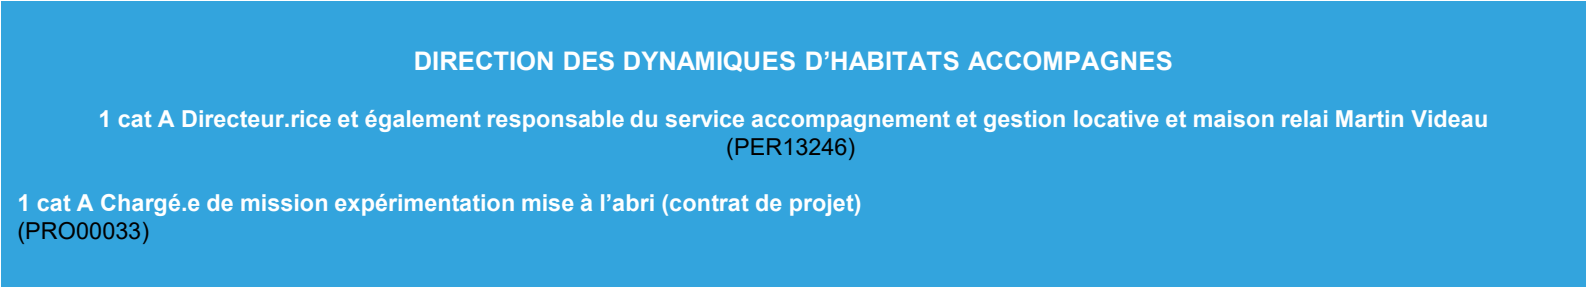 DIRECTION DES DYNAMIQUES D’HABITATS ACCOMPAGNES
1 cat A Directeur.rice et également responsable du service accompagnement et gestion locative et maison relai Martin Videau
(PER13246)
1 cat A Chargé.e de mission expérimentation mise à l’abri (contrat de projet)
(PRO00033)